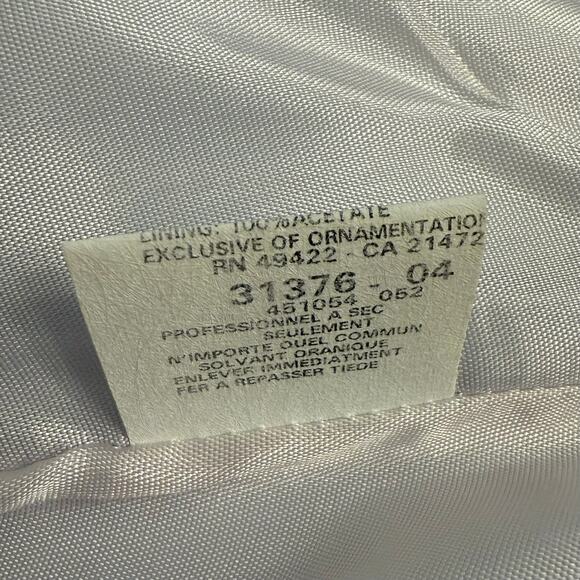 LINING: 100%ACETATE
EXCLUSIVE OF ORNAMENTATION
RN 49422 - CA 21472
31376 - 04
451054 052
PROFESSIONNEL A SEC
SEULEMENT
N'IMPORTE QUEL COMMUN
SOLVANT ORANIQUE
ENLEVER IMMEDIATMENT
FER A REPASSER TIEDE